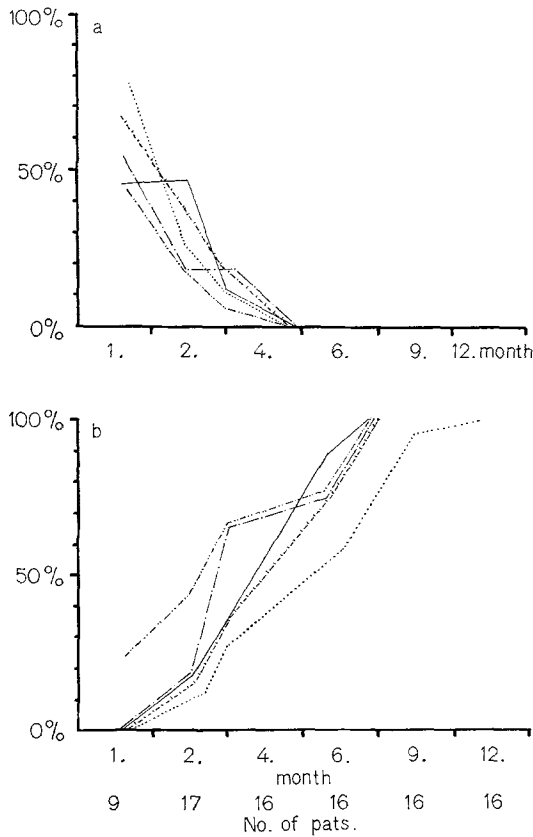 100%
a
50%
0%
1. 2. 4. 6. 9. 12. month
100%
b
50%
0%
1. 2. 4. 6. 9. 12.
month
9 17 16 16 16 16
No. of pats.